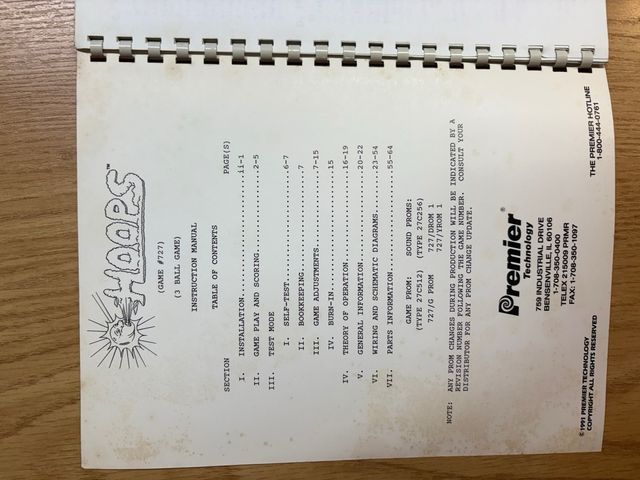 HOOPS™
(GAME #727)
(3 BALL GAME)
INSTRUCTION MANUAL
TABLE OF CONTENTS
SECTION PAGE(S)
I. INSTALLATION..........................ii-1
II. GAME PLAY AND SCORING.................2-5
III. TEST MODE
I. SELF-TEST..........................6-7
II. BOOKKEEPING........................7
III. GAME ADJUSTMENTS...................7-15
IV. BURN-IN............................15
IV. THEORY OF OPERATION...................16-19
V. GENERAL INFORMATION...................20-22
VI. WIRING AND SCHEMATIC DIAGRAMS.........23-54
VII. PARTS INFORMATION.....................55-64
GAME PROM: SOUND PROMS:
(TYPE 27C512) (TYPE 27C256)
727/G PROM 727/DROM 1
727/YROM 1
NOTE: ANY PROM CHANGES DURING PRODUCTION WILL BE INDICATED BY A
REVISION NUMBER FOLLOWING THE GAME NUMBER. CONSULT YOUR
DISTRIBUTOR FOR ANY PROM CHANGE UPDATE.
Premier®
Technology
759 INDUSTRIAL DRIVE
BENSENVILLE, IL 60106
1-708-350-0400
TELEX 215009 PRMR
FAX: 1-708-350-1097
© 1991 PREMIER TECHNOLOGY
COPYRIGHT ALL RIGHTS RESERVED
THE PREMIER HOTLINE
1-800-444-0761